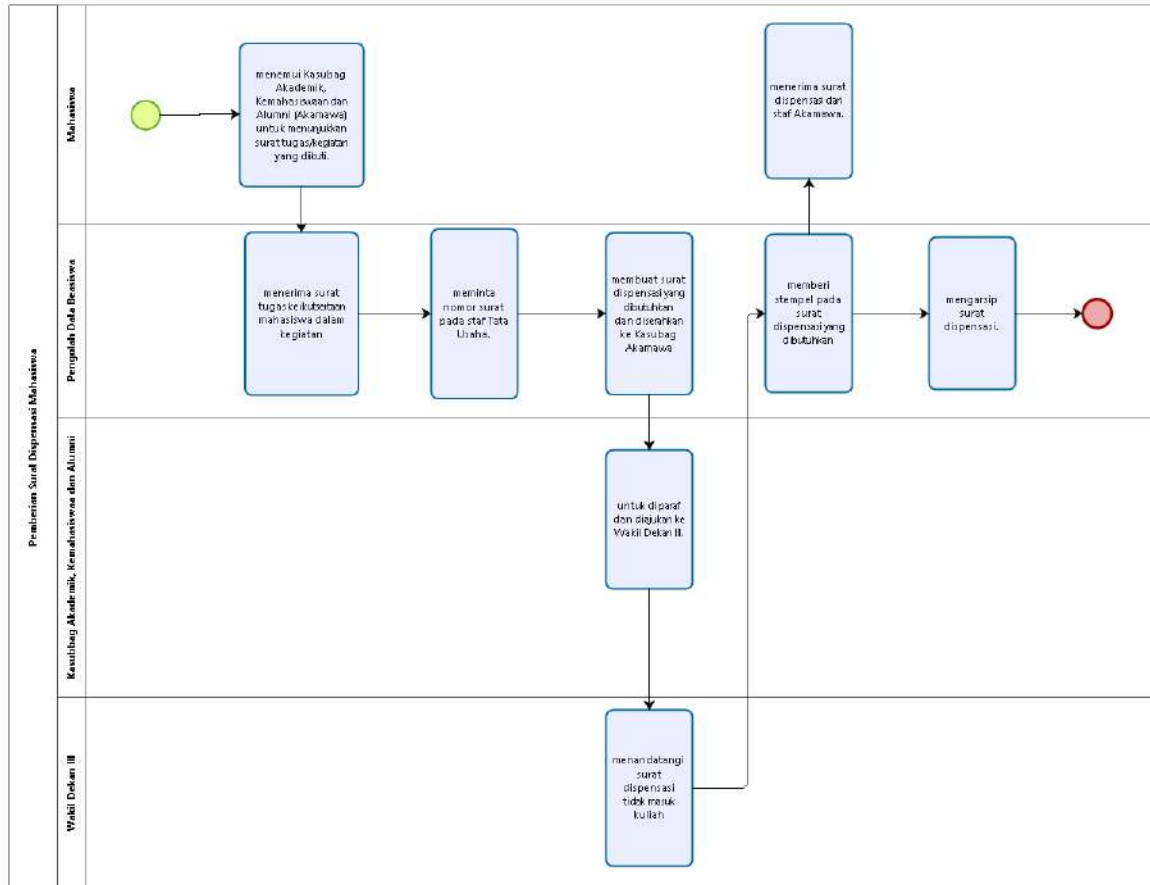 Pemberian Surat Dispensasi Mahasiswa
Mahasiswa
menemui Kasubag
Akademik,
Kemahasiswaan dan
Alumni (Akamawa)
untuk menunjukkan
surat tugas/kegiatan
yang diikuti.
menerima surat
dispensasi dari
staf Akamawa.
Pengolah Data Beasiswa
menerima surat
tugas keikutsertaan
mahasiswa dalam
kegiatan
meminta
nomor surat
pada staf Tata
Usaha.
membuat surat
dispensasi yang
dibutuhkan
dan diserahkan
ke Kasubag
Akamawa
memberi
stempel pada
surat
dispensasi yang
dibutuhkan
mengarsip
surat
dispensasi.
Kasubbag Akademik, Kemahasiswaa dan Alumni
untuk diparaf
dan diajukan ke
Wakil Dekan III.
Wakil Dekan III
menandatangi
surat
dispensasi
tidak masuk
kuliah